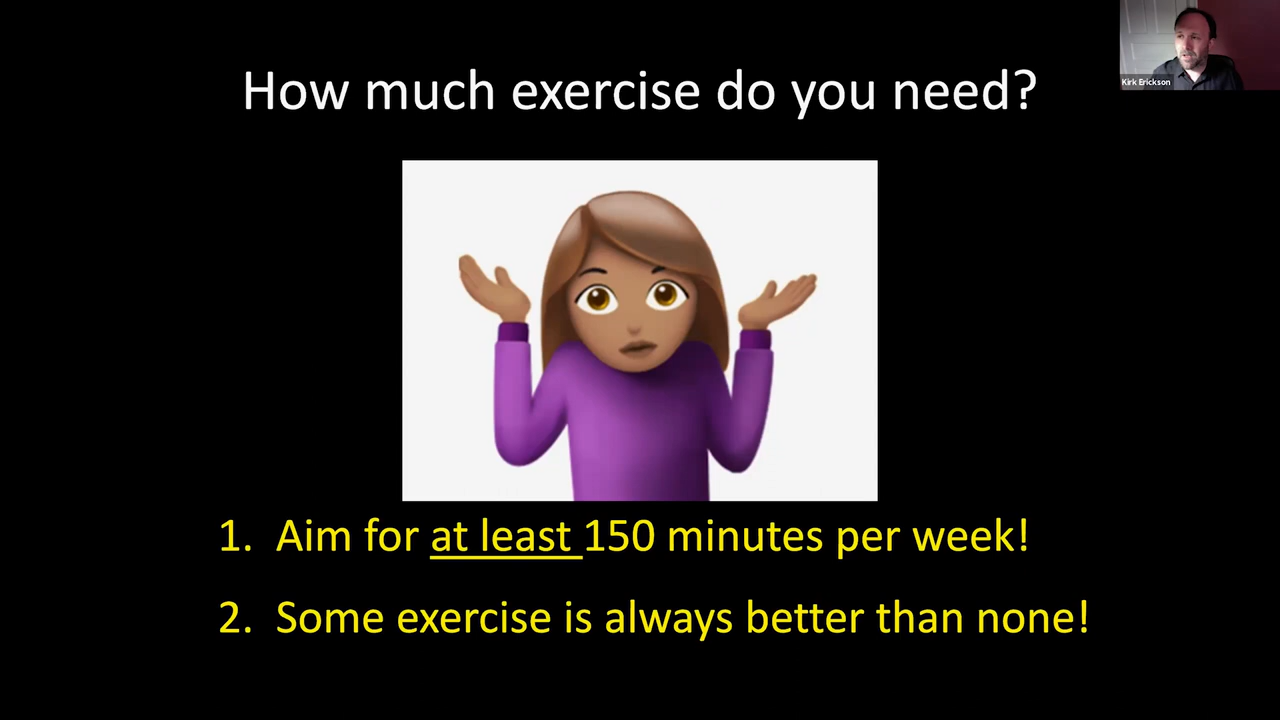 How much exercise do you need?
Kirk Erickson
1. Aim for at least 150 minutes per week!
2. Some exercise is always better than none!